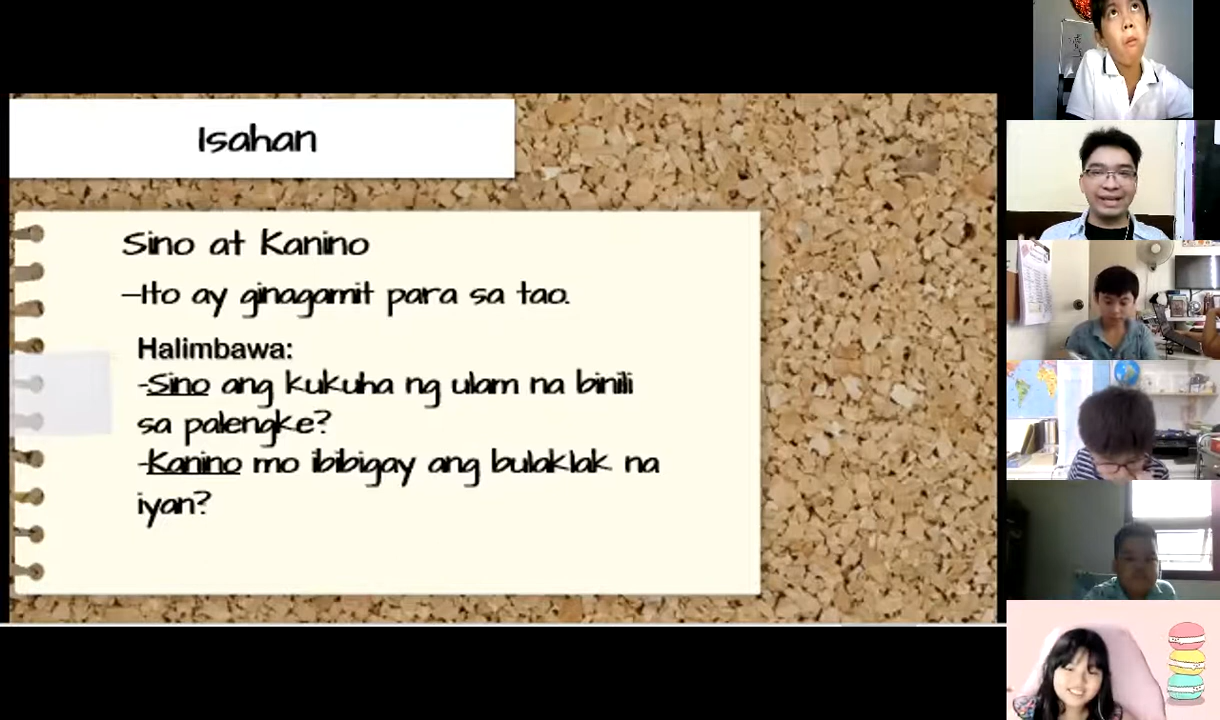 Isahan
Sino at Kanino
—Ito ay ginagamit para sa tao.
Halimbawa:
-Sino ang kukuha ng ulam na binili
sa palengke?
-Kanino mo ibibigay ang bulaklak na
iyan?